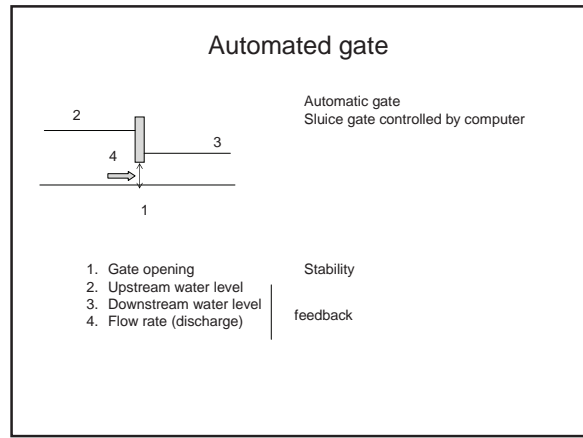 Automated gate
Automatic gate
Sluice gate controlled by computer
2
3
4
1
1. Gate opening
2. Upstream water level
3. Downstream water level
4. Flow rate (discharge)
Stability
feedback